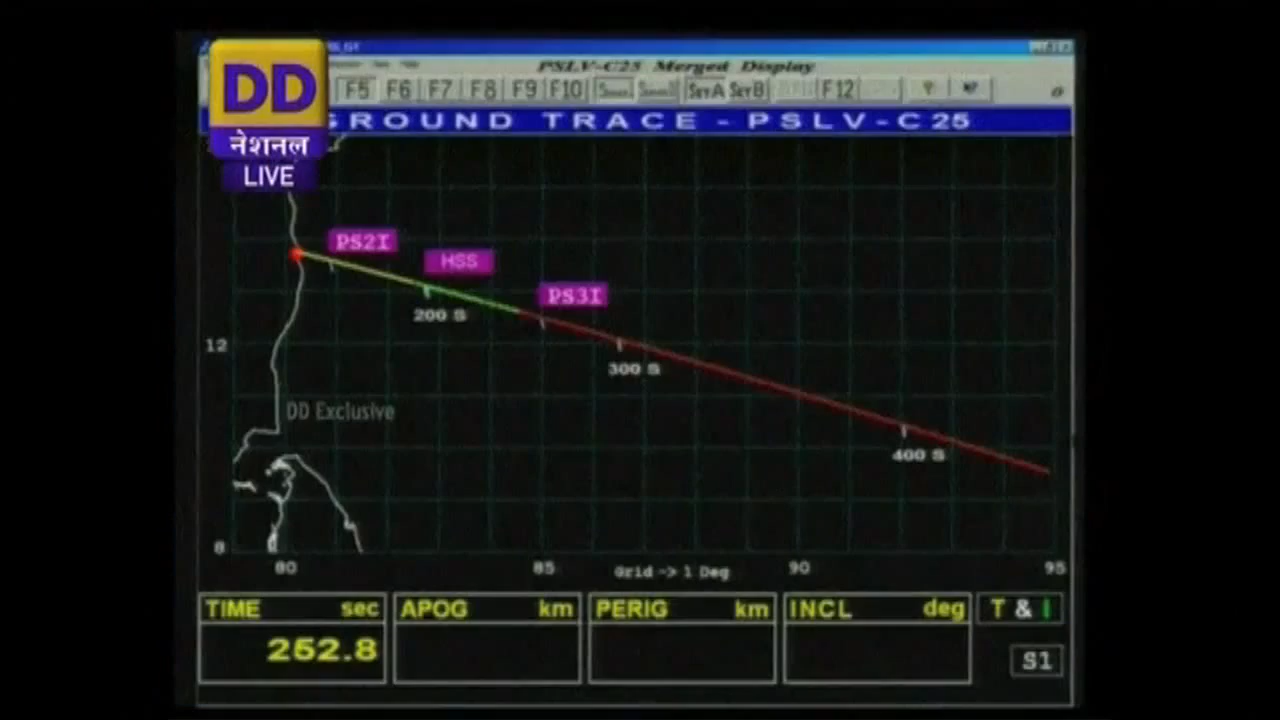 PSLV-C25 Merged Display
F5 F6 F7 F8 F9 F10 SetA SetB F12
DD
नेशनल
LIVE
GROUND TRACE - PSLV-C25
PS2I
HSS
PS3I
200 S
12
300 S
DD Exclusive
400 S
8
80 85 Grid -> 1 Deg 90 95
TIME sec APOG km PERIG km INCL deg T & I
252.8
S1